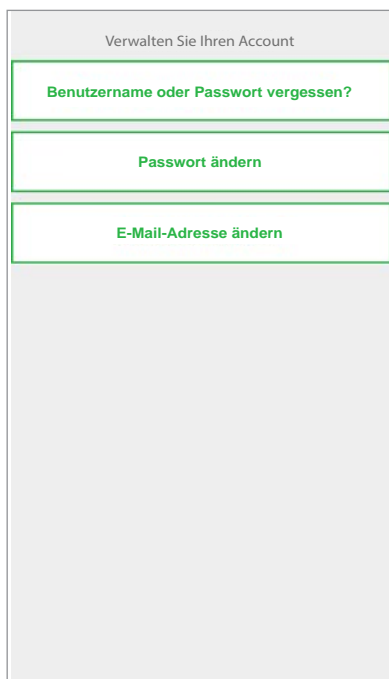 Verwalten Sie Ihren Account
Benutzername oder Passwort vergessen?
Passwort ändern
E-Mail-Adresse ändern